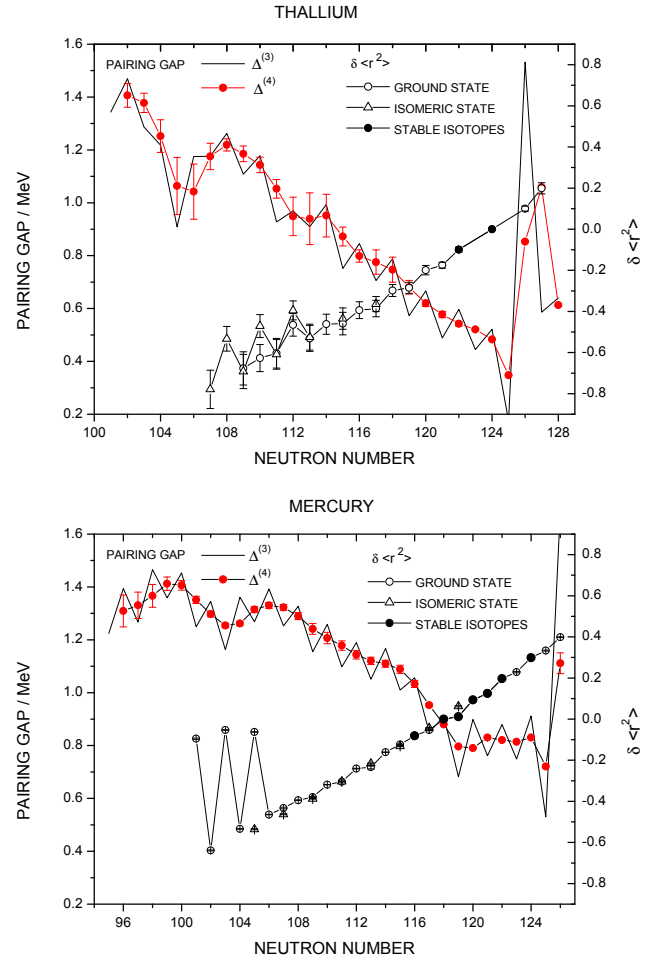 THALLIUM
PAIRING GAP Δ(3) δ <r²>
Δ(4) GROUND STATE
ISOMERIC STATE
STABLE ISOTOPES
1.6
1.4
1.2
1.0
0.8
0.6
0.4
0.2
PAIRING GAP / MeV
0.8
0.6
0.4
0.2
0.0
-0.2
-0.4
-0.6
-0.8
δ <r²>
100 104 108 112 116 120 124 128
NEUTRON NUMBER
MERCURY
PAIRING GAP Δ(3) δ <r²>
Δ(4) GROUND STATE
ISOMERIC STATE
STABLE ISOTOPES
1.6
1.4
1.2
1.0
0.8
0.6
0.4
0.2
PAIRING GAP / MeV
0.8
0.6
0.4
0.2
0.0
-0.2
-0.4
-0.6
-0.8
δ <r²>
96 100 104 108 112 116 120 124
NEUTRON NUMBER